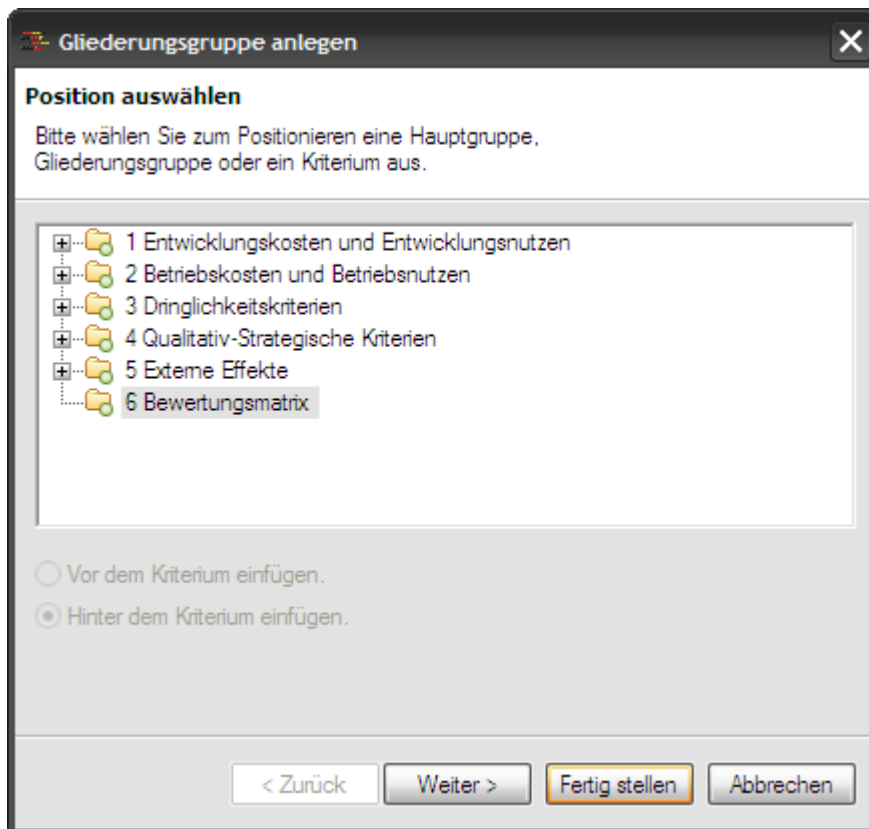 Gliederungsgruppe anlegen
Position auswählen
Bitte wählen Sie zum Positionieren eine Hauptgruppe,
Gliederungsgruppe oder ein Kriterium aus.
1 Entwicklungskosten und Entwicklungsnutzen
2 Betriebskosten und Betriebsnutzen
3 Dringlichkeitskriterien
4 Qualitativ-Strategische Kriterien
5 Externe Effekte
6 Bewertungsmatrix
Vor dem Kriterium einfügen.
Hinter dem Kriterium einfügen.
< Zurück Weiter > Fertig stellen Abbrechen